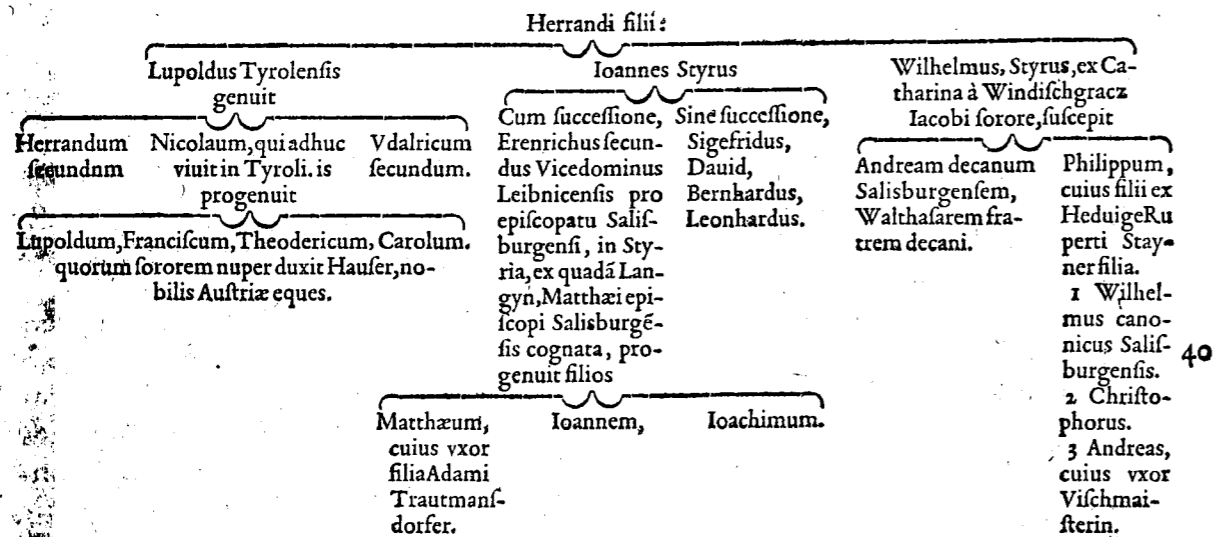 Herrandi filii:
Lupoldus Tyrolenſis
genuit
Herrandum
ſecundnm
Nicolaum, qui adhuc
viuit in Tyroli. is
progenuit
Vdalricum
ſecundum.
Lupoldum, Franciſcum, Theodericum, Carolum.
quorum ſororem nuper duxit Hauſer, no-
bilis Auſtriæ eques.
Ioannes Styrus
Cum ſucceſſione,
Erenrichus ſecun-
dus Vicedominus
Leibnicenſis pro
epiſcopatu Saliſ-
burgenſi, in Sty-
ria, ex quadã Lan-
gyn, Matthæi epi-
ſcopi Salisburgẽ-
ſis cognata, pro-
genuit filios
Sine ſucceſſione,
Sigefridus,
Dauid,
Bernhardus,
Leonhardus.
Matthæum,
cuius vxor
filia Adami
Trautmanſ-
dorfer.
Ioannem,
Ioachimum.
Wilhelmus, Styrus, ex Ca-
tharina à Windiſchgracz
Iacobi ſorore, ſuſcepit
Andream decanum
Salisburgenſem,
Walthaſarem fra-
trem decani.
Philippum,
cuius filii ex
Heduige Ru
perti Stay-
ner filia.
1 Wilhel-
mus cano-
nicus Saliſ-
burgenſis.
2 Chriſto-
phorus.
3 Andreas,
cuius vxor
Viſchmai-
ſterin.
40